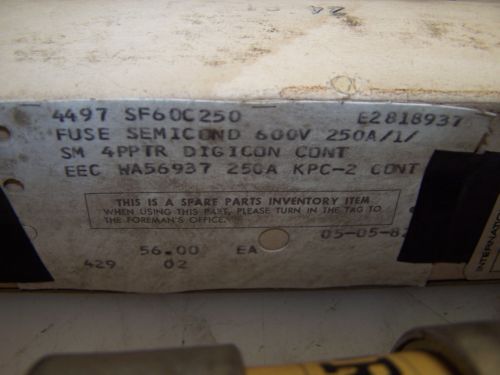 4497 SF60C250 E2818937
FUSE SEMICOND 600V 250A/1/
SM 4PPTR DIGICON CONT
EEC WA56937 250A KPC-2 CONT
THIS IS A SPARE PARTS INVENTORY ITEM
WHEN USING THIS PART, PLEASE TURN IN THE TAG TO
THE FOREMAN'S OFFICE.
05-05-82
56.00 EA
429 02